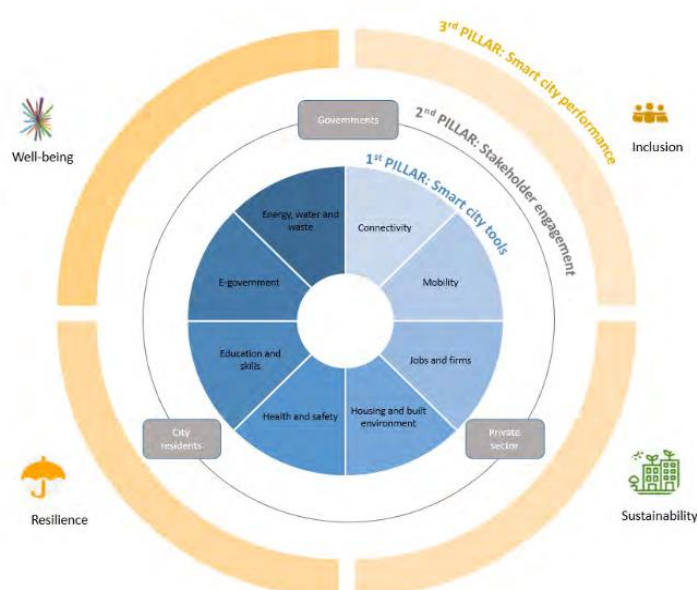 3rd PILLAR: Smart city performance
2nd PILLAR: Stakeholder engagement
1st PILLAR: Smart city tools
Well-being
Governments
Inclusion
Energy, water and
waste
Connectivity
E-government
Mobility
Education and
skills
Jobs and firms
Health and safety
Housing and built
environment
City
residents
Private
sector
Resilience
Sustainability